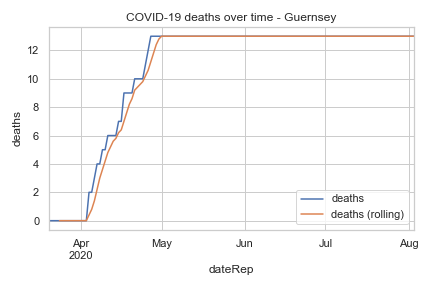 COVID-19 deaths over time - Guernsey
deaths
12
10
8
6
4
2
0
deaths
deaths (rolling)
Apr
2020
May
Jun
Jul
Aug
dateRep